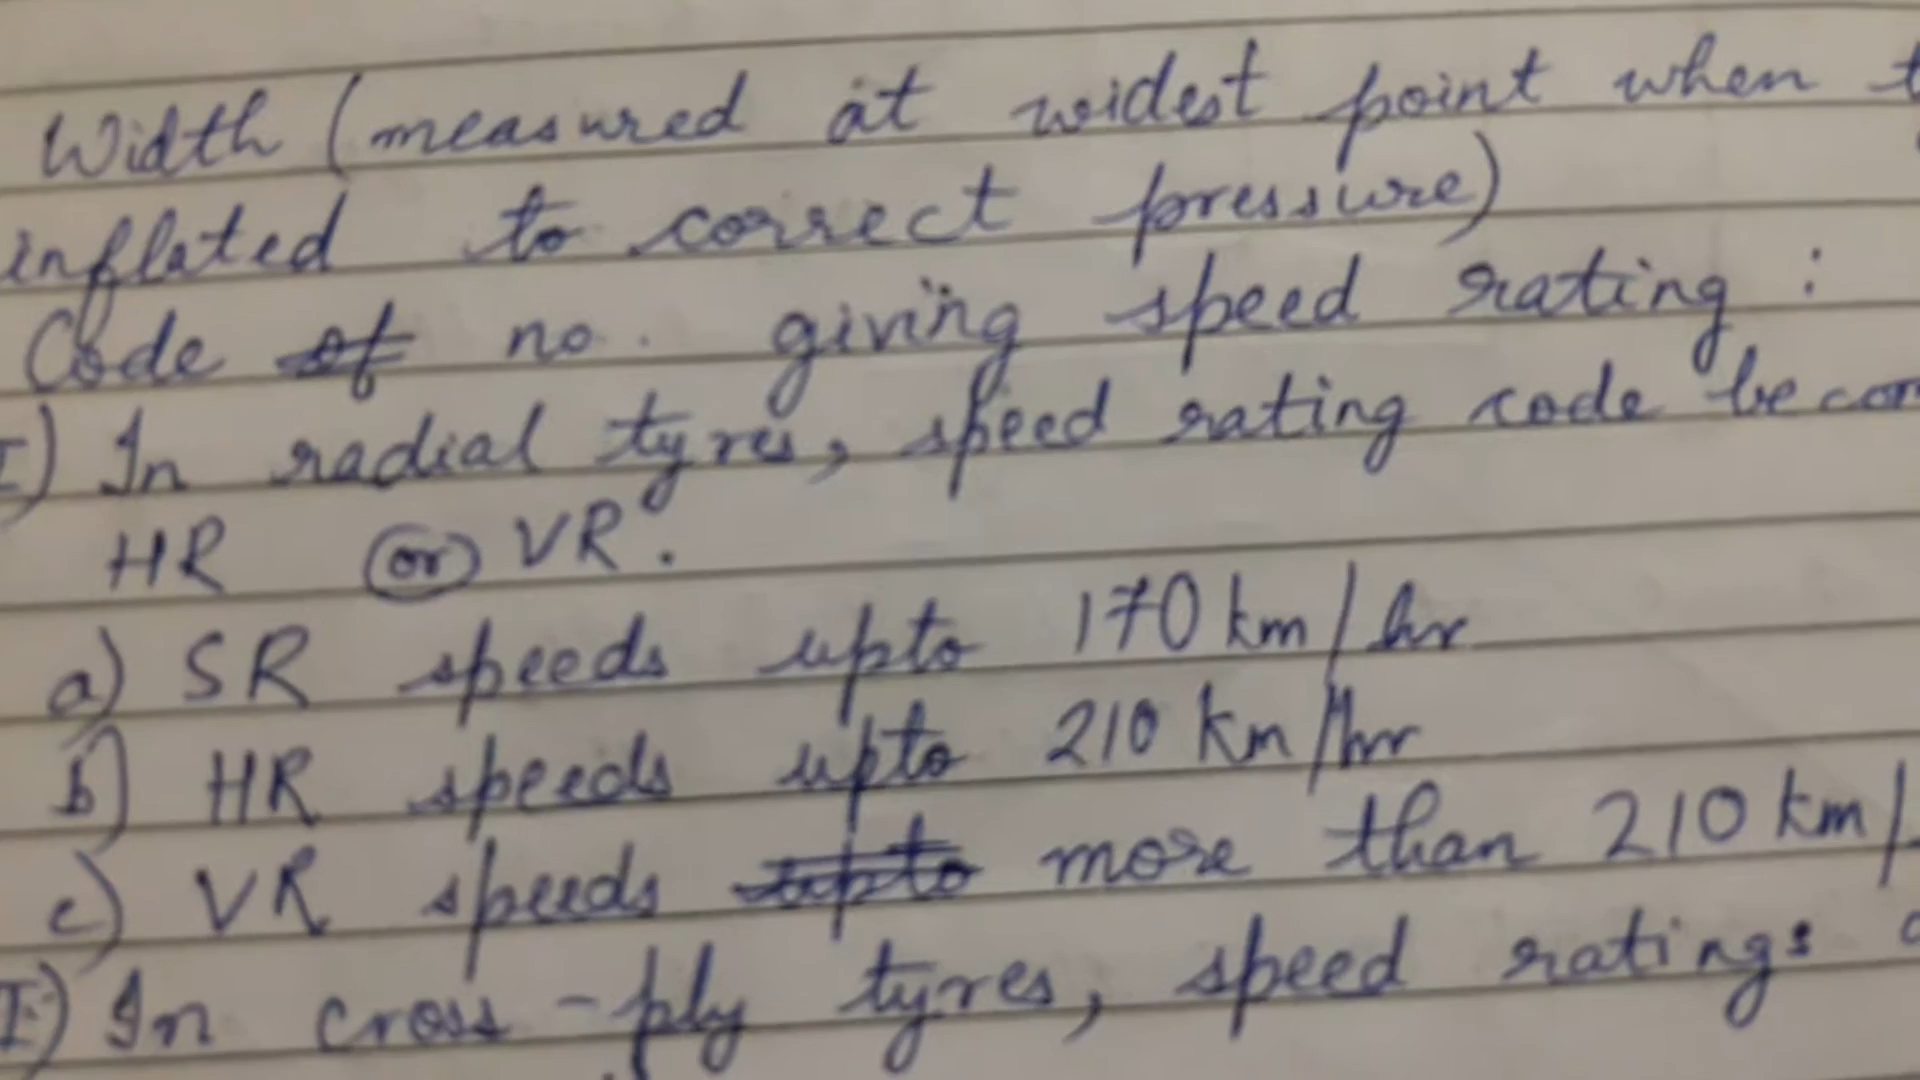 Width (measured at widest point when t
inflated to correct pressure)
Code of no. giving speed rating :
I) In radial tyres, speed rating code becom
HR or VR.
a) SR speeds upto 170 km/hr
b) HR speeds upto 210 km/hr
c) VR speeds upto more than 210 km/
I) In cross-ply tyres, speed ratings